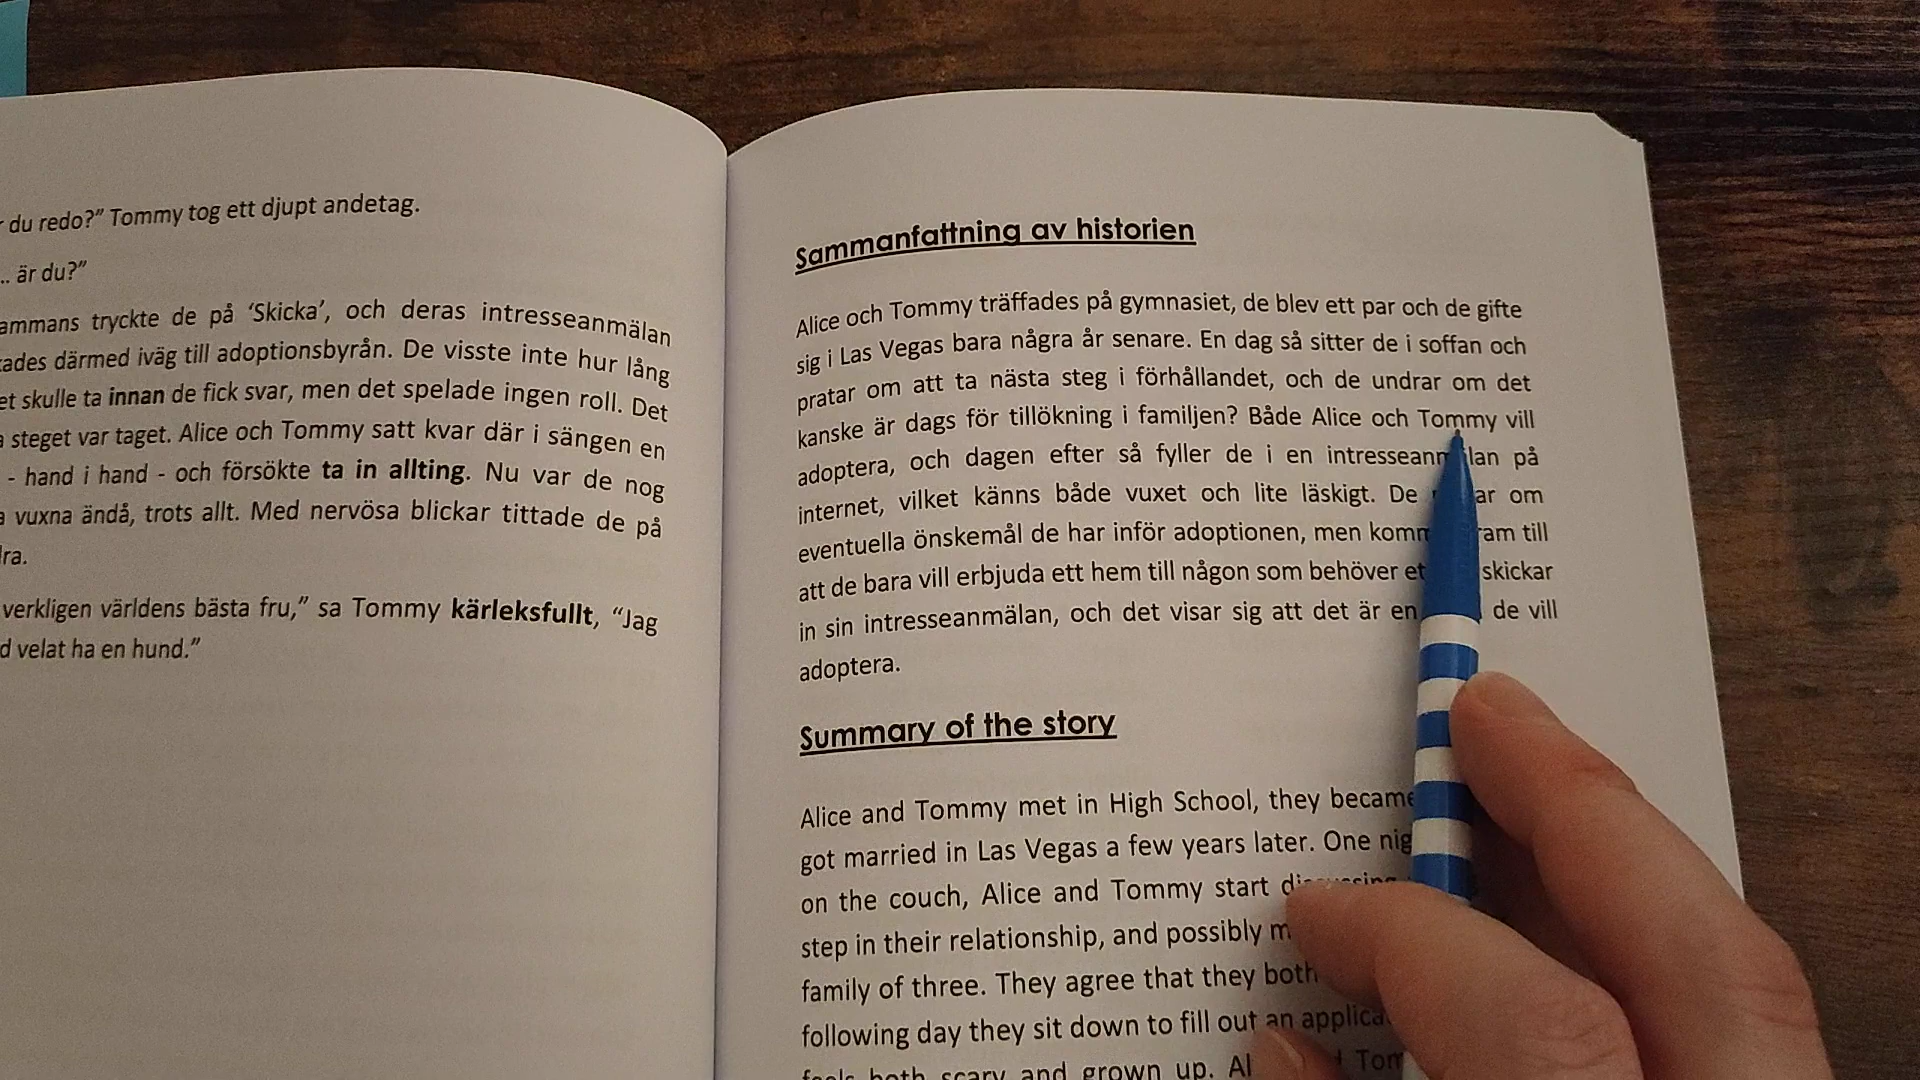 du redo?” Tommy tog ett djupt andetag.
.. är du?”
ammans tryckte de på ‘Skicka’, och deras intresseanmälan
ades därmed iväg till adoptionsbyrån. De visste inte hur lång
et skulle ta innan de fick svar, men det spelade ingen roll. Det
steget var taget. Alice och Tommy satt kvar där i sängen en
- hand i hand - och försökte ta in allting. Nu var de nog
vuxna ändå, trots allt. Med nervösa blickar tittade de på
dra.
verkligen världens bästa fru,” sa Tommy kärleksfullt, “Jag
d velat ha en hund.”
Sammanfattning av historien
Alice och Tommy träffades på gymnasiet, de blev ett par och de gifte
sig i Las Vegas bara några år senare. En dag så sitter de i soffan och
pratar om att ta nästa steg i förhållandet, och de undrar om det
kanske är dags för tillökning i familjen? Både Alice och Tommy vill
adoptera, och dagen efter så fyller de i en intresseanmälan på
internet, vilket känns både vuxet och lite läskigt. De ar om
eventuella önskemål de har inför adoptionen, men komm ram till
att de bara vill erbjuda ett hem till någon som behöver et skickar
in sin intresseanmälan, och det visar sig att det är en de vill
adoptera.
Summary of the story
Alice and Tommy met in High School, they became
got married in Las Vegas a few years later. One nig
on the couch, Alice and Tommy start discussing
step in their relationship, and possibly m
family of three. They agree that they both
following day they sit down to fill out an applica
feels both scary and grown up. Al Tom